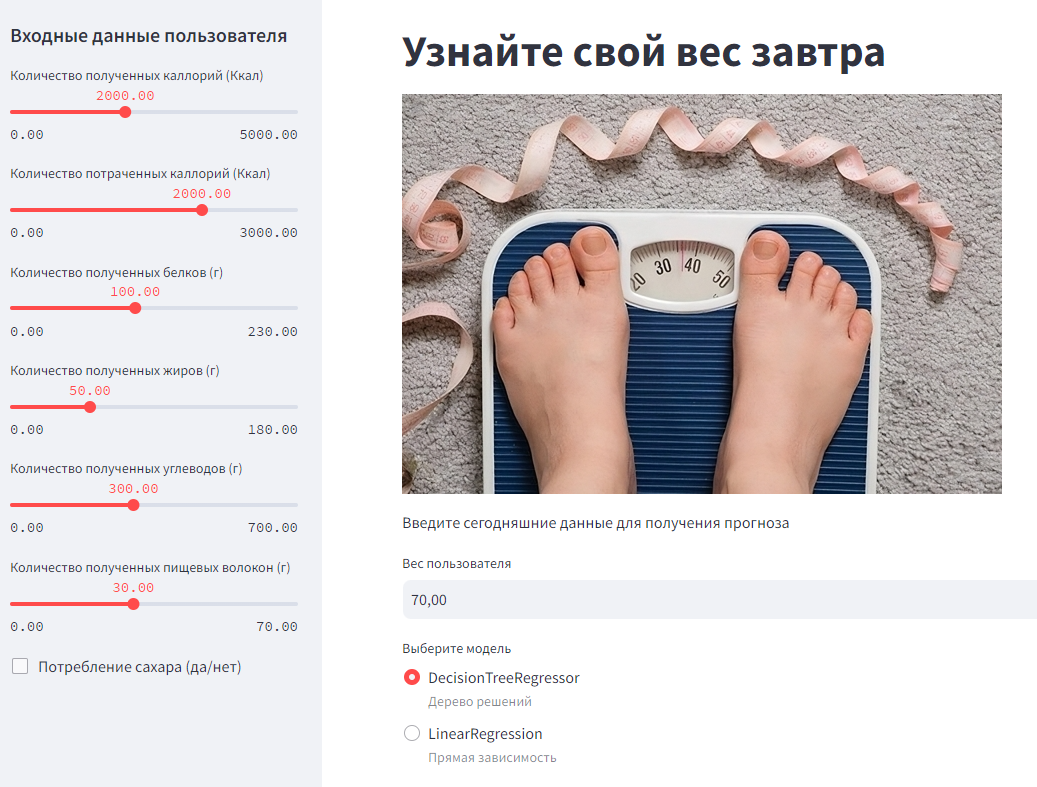 Входные данные пользователя
Количество полученных каллорий (Ккал)
2000.00
0.00 5000.00
Количество потраченных каллорий (Ккал)
2000.00
0.00 3000.00
Количество полученных белков (г)
100.00
0.00 230.00
Количество полученных жиров (г)
50.00
0.00 180.00
Количество полученных углеводов (г)
300.00
0.00 700.00
Количество полученных пищевых волокон (г)
30.00
0.00 70.00
Потребление сахара (да/нет)
Узнайте свой вес завтра
20 30 40 50
Введите сегодняшние данные для получения прогноза
Вес пользователя
70,00
Выберите модель
DecisionTreeRegressor
Дерево решений
LinearRegression
Прямая зависимость